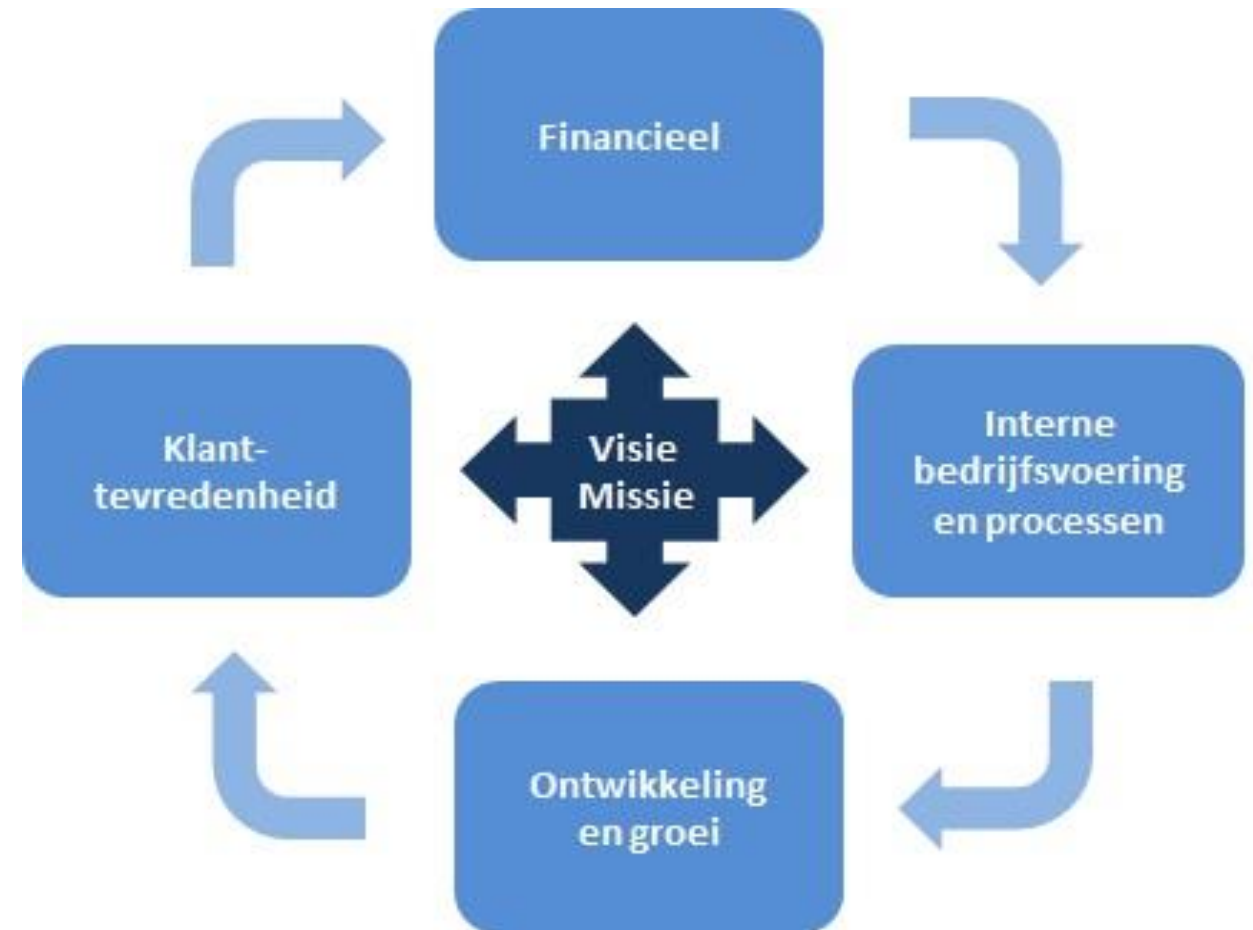 Financieel
Klant-
tevredenheid
Visie
Missie
Interne
bedrijfsvoering
en processen
Ontwikkeling
en groei